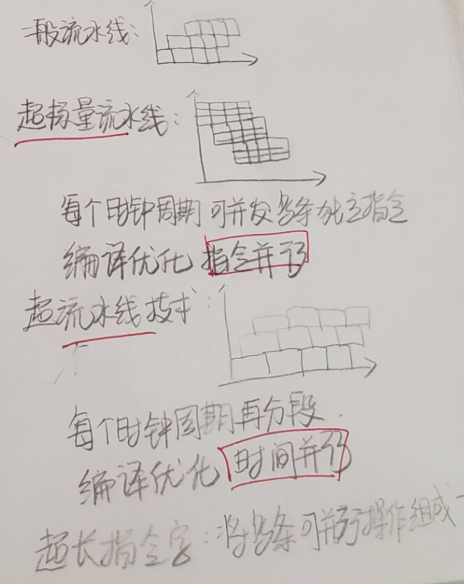 一般流水线:
超标量流水线:
每个时钟周期可并发多条独立指令
编译优化 指令并行
超流水线技术:
每个时钟周期再分段.
编译优化 时间并行
超长指令字:将多条可并行操作组成一